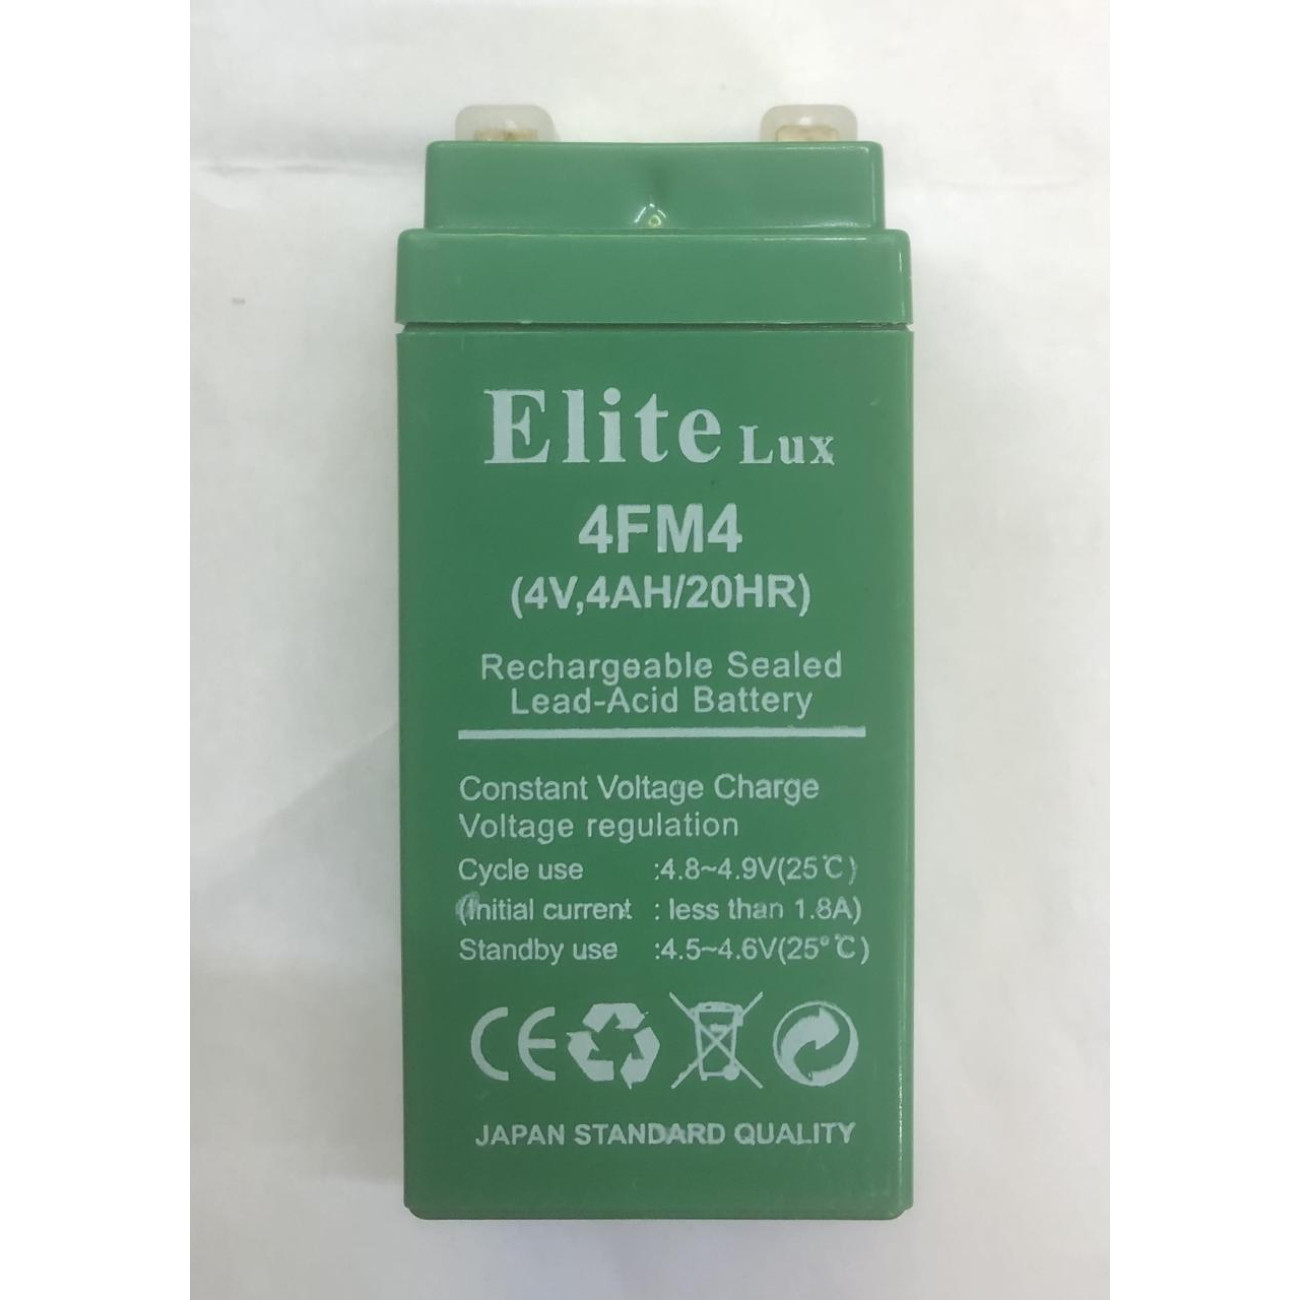 Elite Lux
4FM4
(4V,4AH/20HR)
Rechargeable Sealed
Lead-Acid Battery
Constant Voltage Charge
Voltage regulation
Cycle use :4.8~4.9V(25℃)
(Initial current : less than 1.8A)
Standby use :4.5~4.6V(25°℃)
CE
JAPAN STANDARD QUALITY